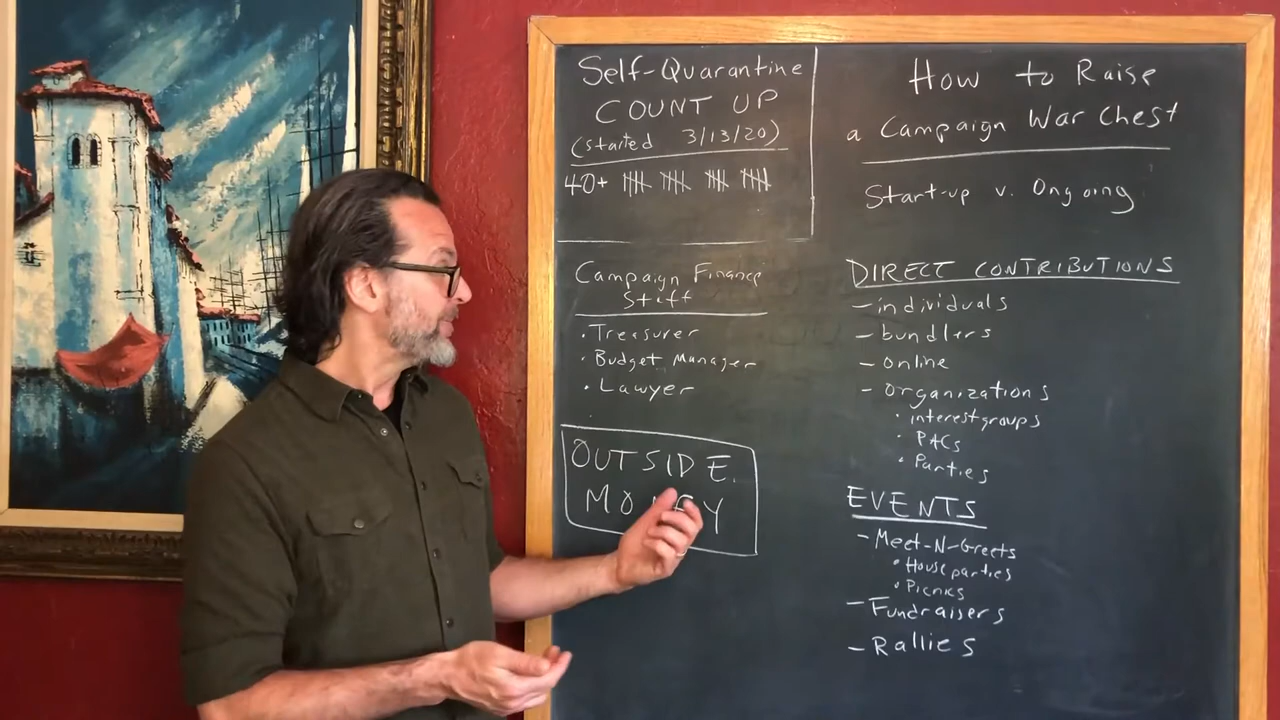 Self-Quarantine
COUNT UP
(started 3/13/20)
40+
Campaign Finance
Staff
· Treasurer
· Budget Manager
· Lawyer
OUTSIDE
MONEY
How to Raise
a Campaign War Chest
Start-up v. Ongoing
DIRECT CONTRIBUTIONS
- individuals
- bundlers
- online
- organizations
· interest groups
· PACs
· Parties
EVENTS
- Meet-N-Greets
· House parties
· Picnics
- Fundraisers
- Rallies